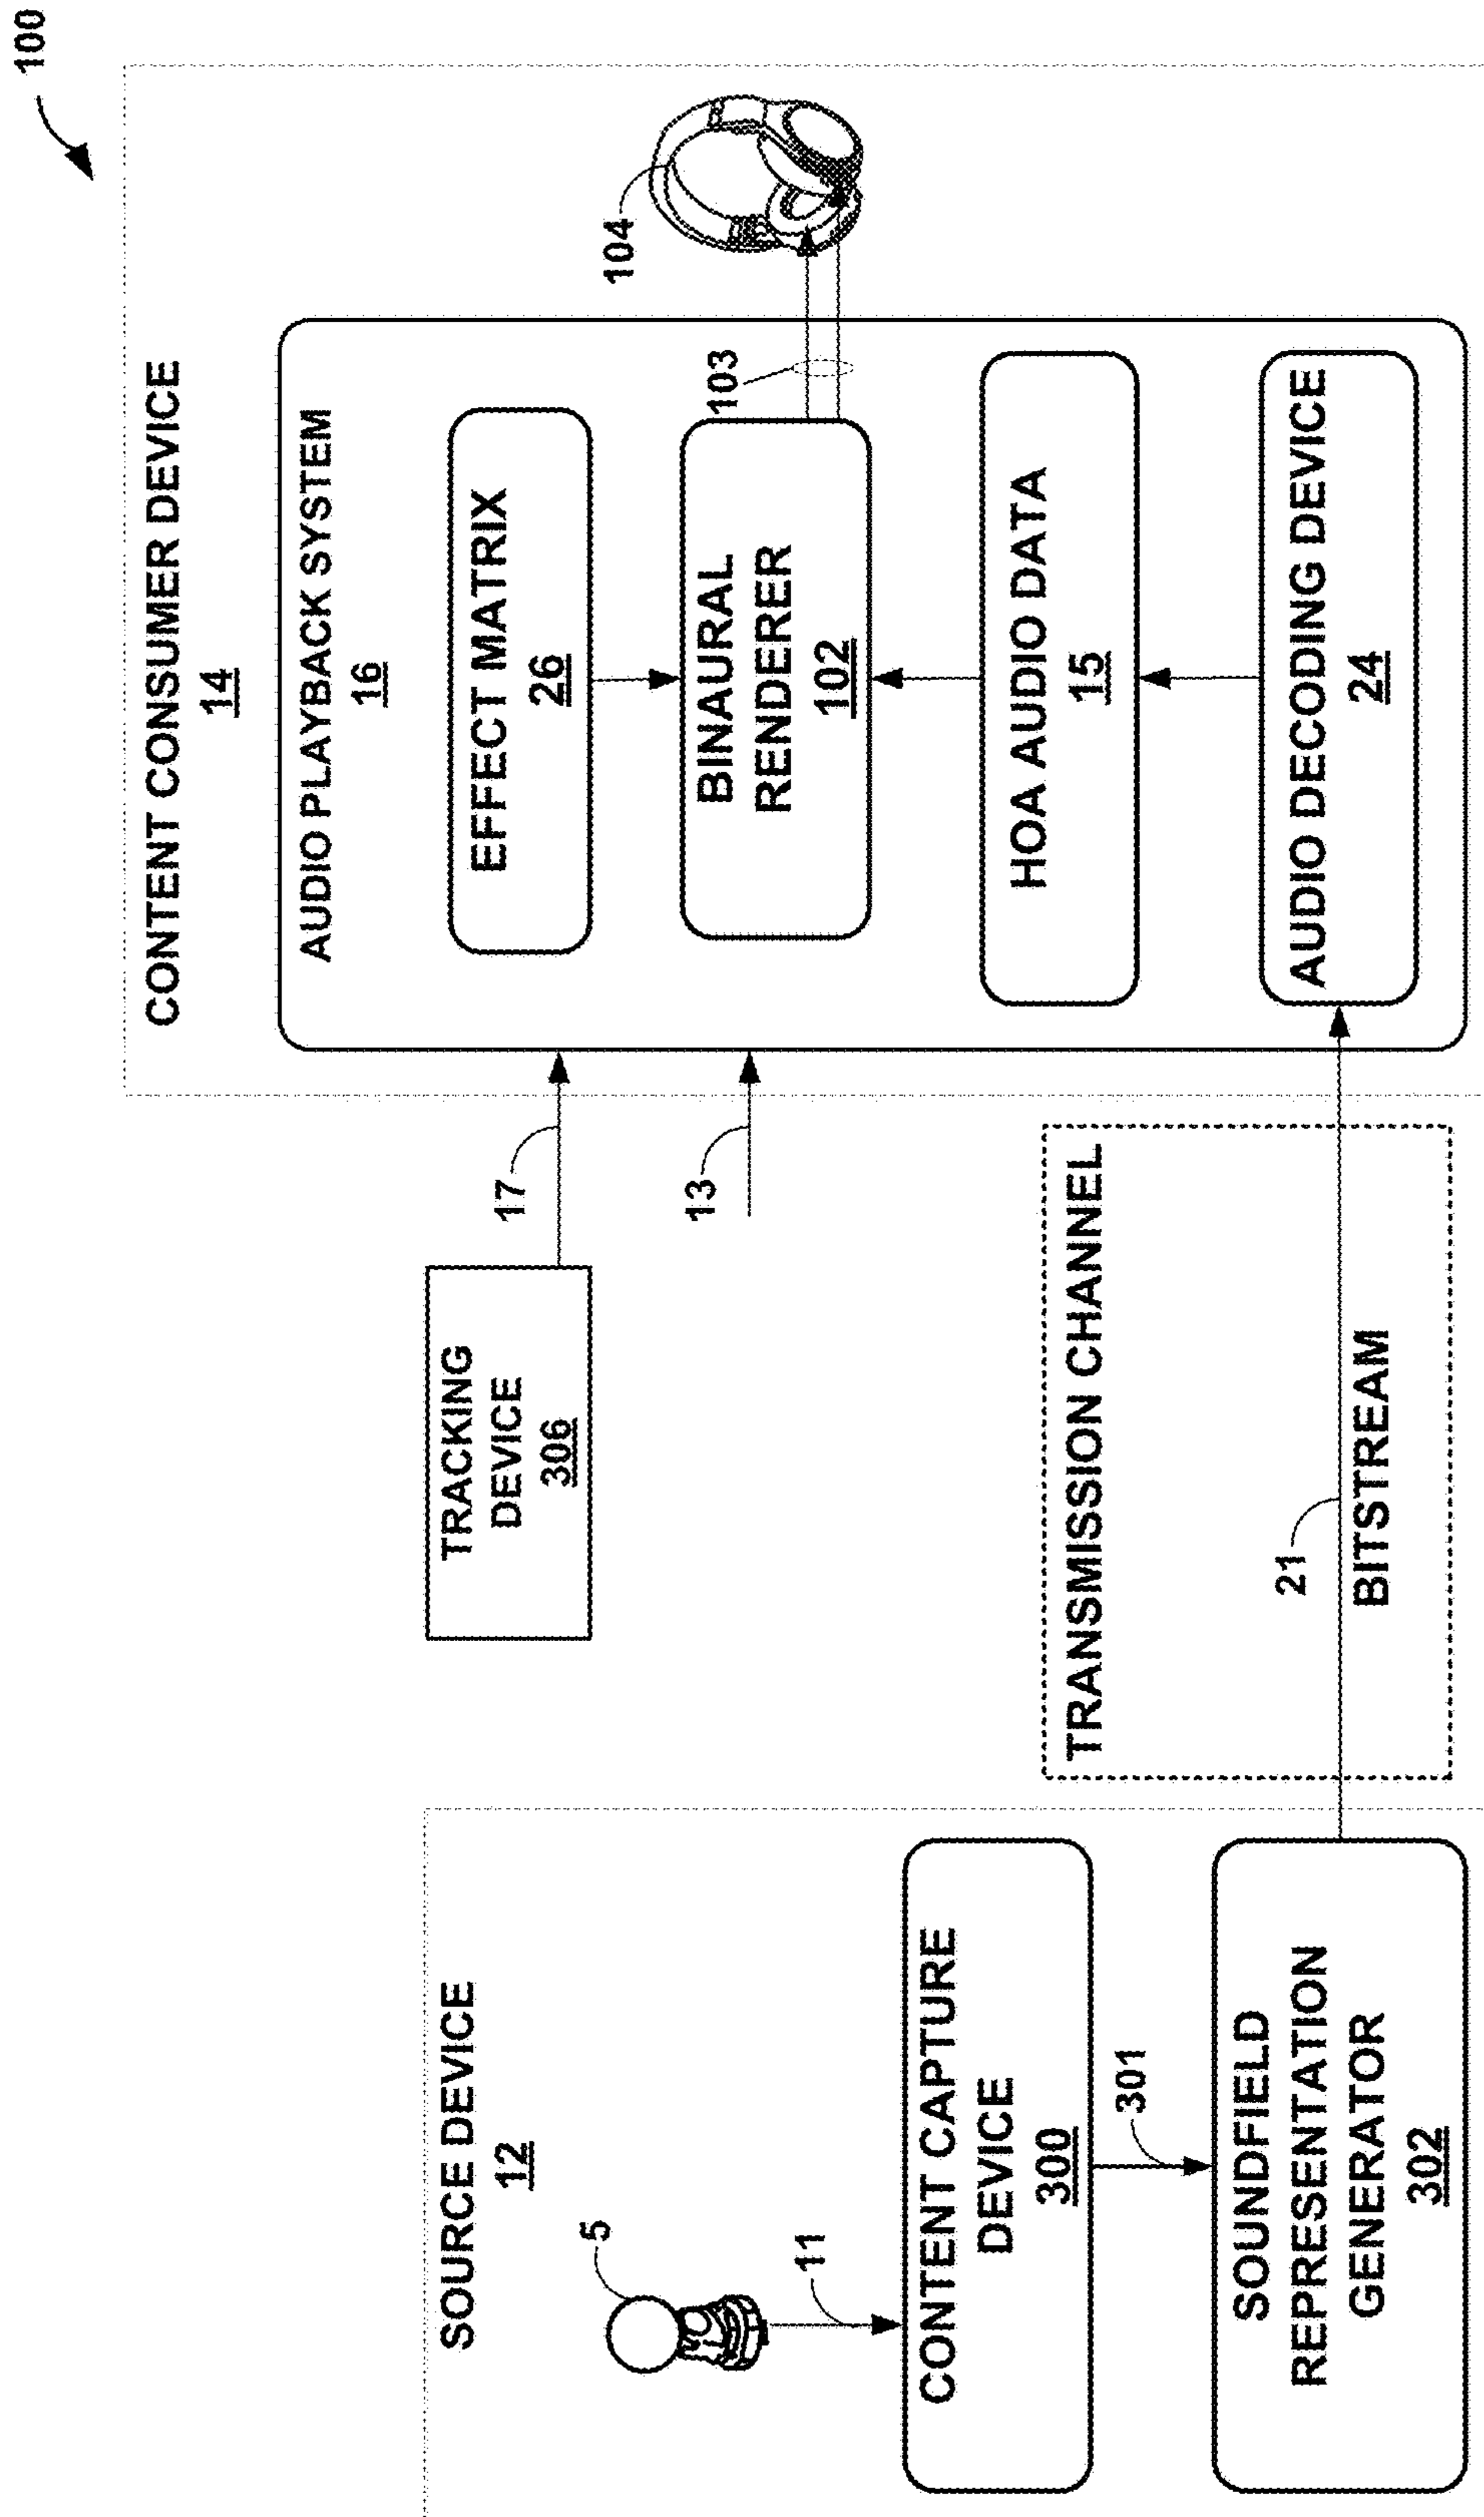 100
SOURCE DEVICE
12
5
11
CONTENT CAPTURE
DEVICE
300
301
SOUNDFIELD
REPRESENTATION
GENERATOR
302
TRACKING
DEVICE
306
17
13
TRANSMISSION CHANNEL
21
BITSTREAM
CONTENT CONSUMER DEVICE
14
AUDIO PLAYBACK SYSTEM
16
EFFECT MATRIX
26
BINAURAL
RENDERER
102
103
104
HOA AUDIO DATA
15
AUDIO DECODING DEVICE
24